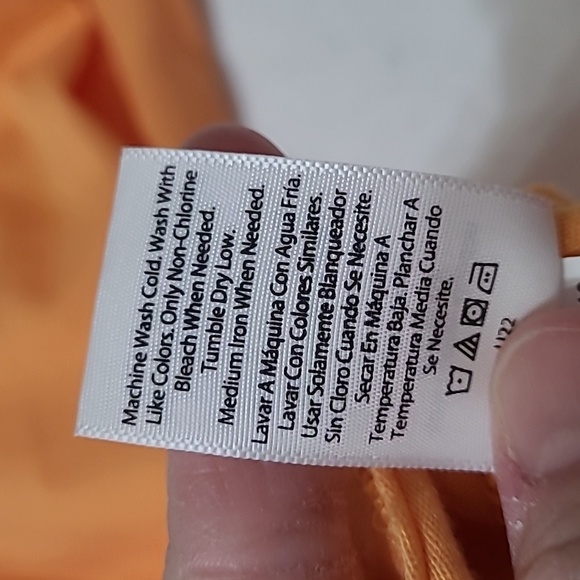 Machine Wash Cold. Wash With
Like Colors. Only Non-Chlorine
Bleach When Needed.
Tumble Dry Low.
Medium Iron When Needed.
Lavar A Máquina Con Agua Fría.
Lavar Con Colores Similares.
Usar Solamente Blanqueador
Sin Cloro Cuando Se Necesite.
Secar En Máquina A
Temperatura Baja. Planchar A
Temperatura Media Cuando
Se Necesite.